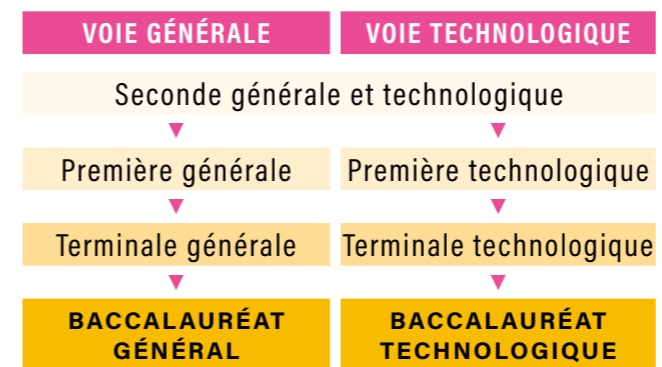 VOIE GÉNÉRALE
VOIE TECHNOLOGIQUE
Seconde générale et technologique
Première générale
Première technologique
Terminale générale
Terminale technologique
BACCALAURÉAT
GÉNÉRAL
BACCALAURÉAT
TECHNOLOGIQUE